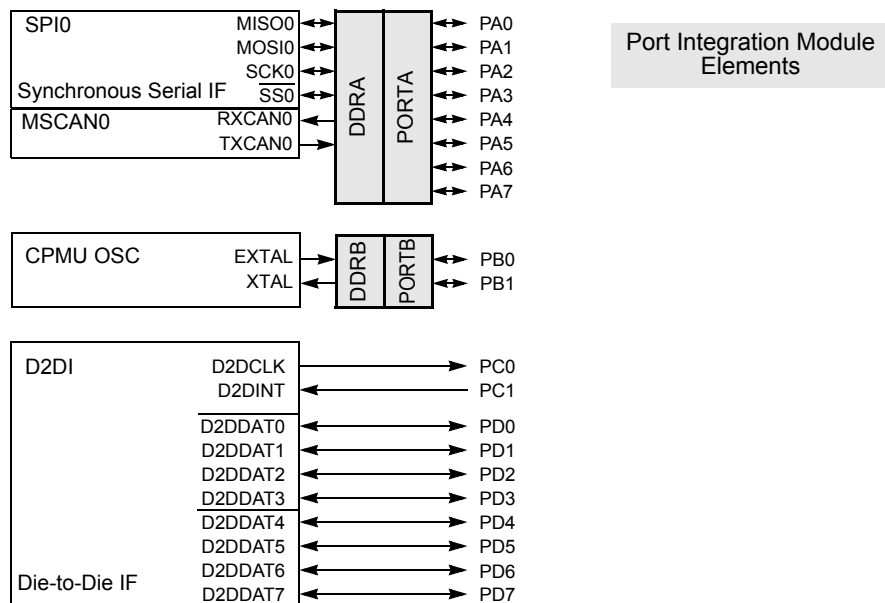 SPI0 MISO0 PA0
MOSI0 PA1
SCK0 PA2
Synchronous Serial IF SS0 PA3
MSCAN0 RXCAN0 PA4
TXCAN0 PA5
PA6
PA7
DDRA
PORTA
Port Integration Module
Elements
CPMU OSC EXTAL PB0
XTAL PB1
DDRB
PORTB
D2DI D2DCLK PC0
D2DINT PC1
D2DDAT0 PD0
D2DDAT1 PD1
D2DDAT2 PD2
D2DDAT3 PD3
D2DDAT4 PD4
D2DDAT5 PD5
D2DDAT6 PD6
Die-to-Die IF D2DDAT7 PD7